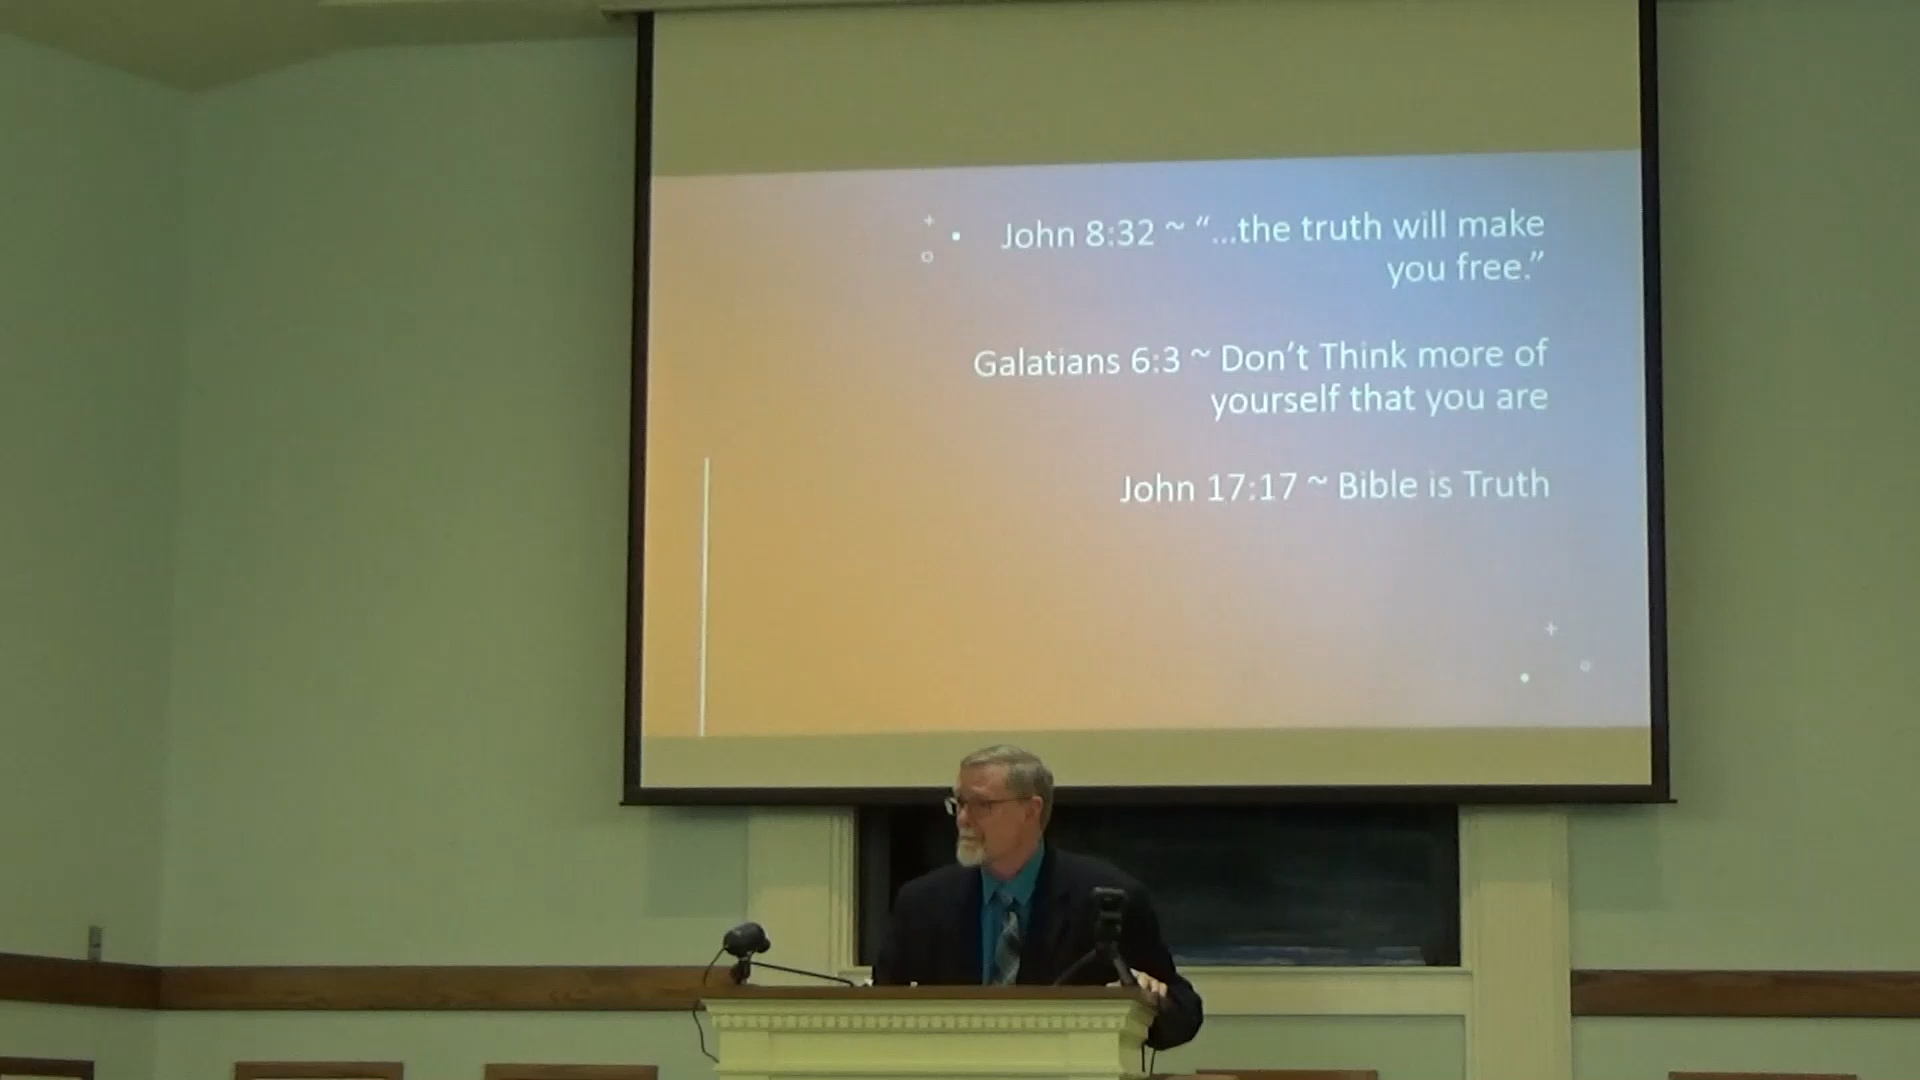 • John 8:32 ~ “...the truth will make
you free.”
Galatians 6:3 ~ Don’t Think more of
yourself that you are
John 17:17 ~ Bible is Truth